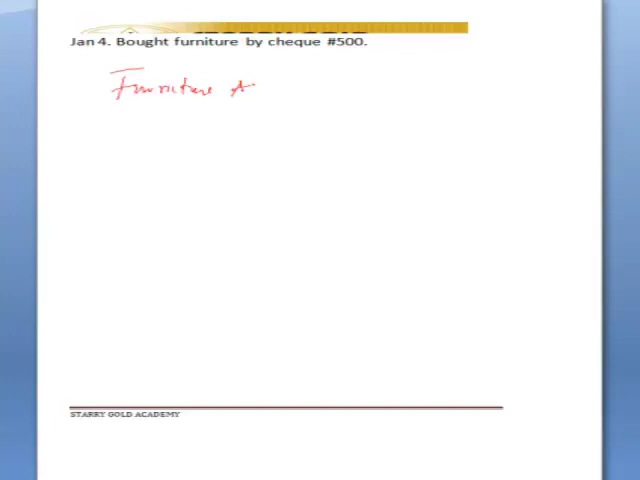 Jan 4. Bought furniture by cheque #500.
Furniture A
STARRY GOLD ACADEMY